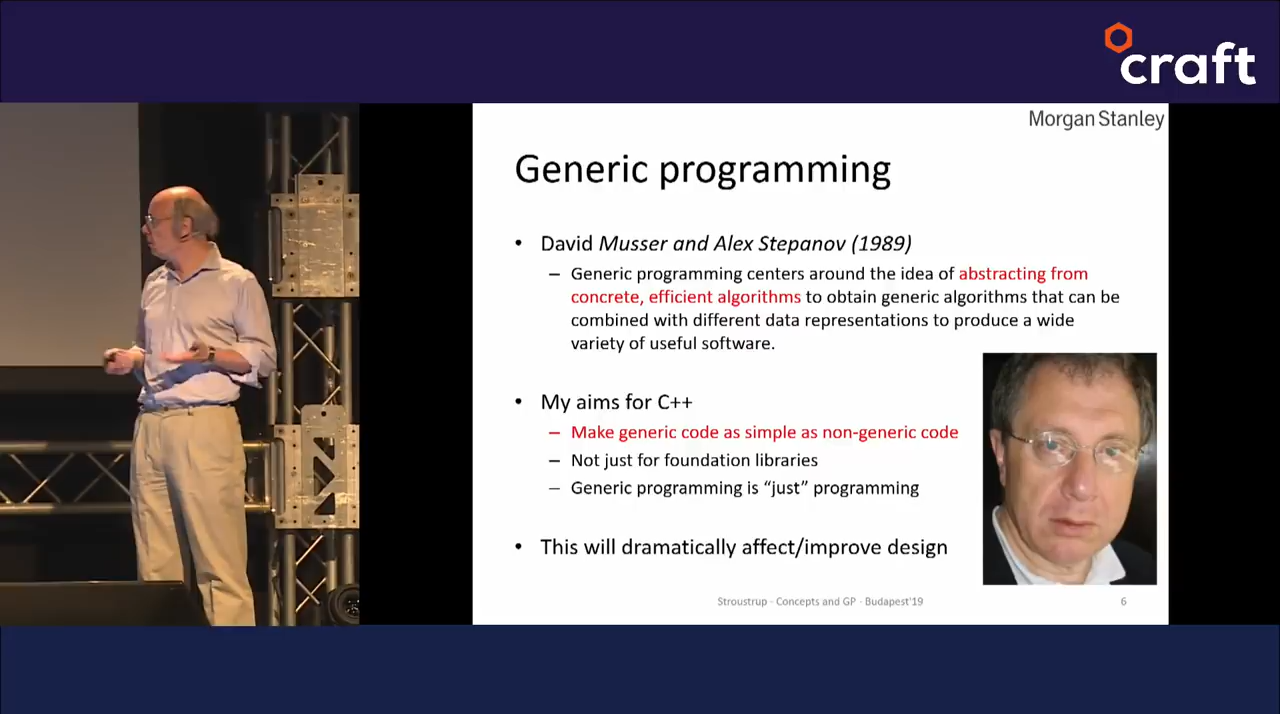 craft
Morgan Stanley
Generic programming
• David Musser and Alex Stepanov (1989)
– Generic programming centers around the idea of abstracting from
concrete, efficient algorithms to obtain generic algorithms that can be
combined with different data representations to produce a wide
variety of useful software.
• My aims for C++
– Make generic code as simple as non-generic code
– Not just for foundation libraries
– Generic programming is “just” programming
• This will dramatically affect/improve design
Stroustrup - Concepts and GP - Budapest'19
6